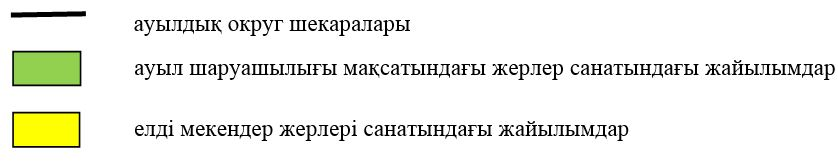 ауылдық округ шекаралары
ауыл шаруашылығы мақсатындағы жерлер санатындағы жайылымдар
елді мекендер жерлері санатындағы жайылымдар